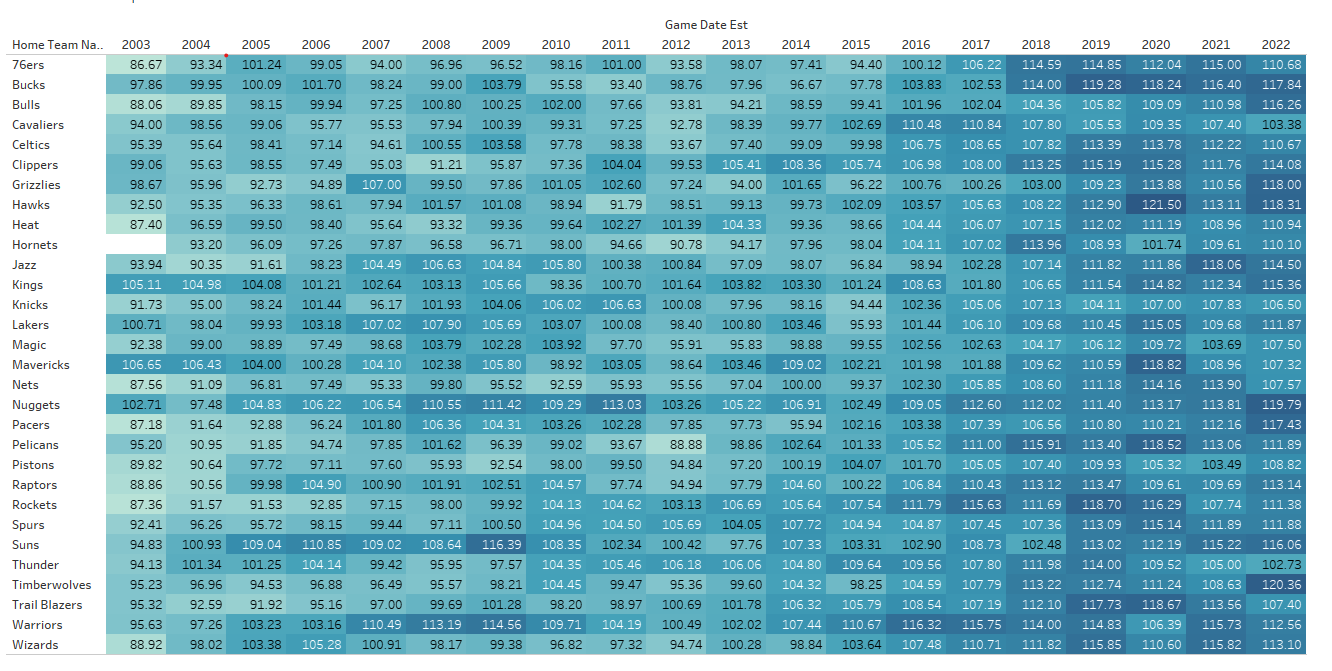 Game Date Est
Home Team Na.. 2003 2004 2005 2006 2007 2008 2009 2010 2011 2012 2013 2014 2015 2016 2017 2018 2019 2020 2021 2022
76ers 86.67 93.34 101.24 99.05 94.00 96.96 96.52 98.16 101.00 93.58 98.07 97.41 94.40 100.12 106.22 114.59 114.85 112.04 115.00 110.68
Bucks 97.86 99.95 100.09 101.70 98.24 99.00 103.79 95.58 93.40 98.76 97.96 96.67 97.78 103.83 102.53 114.00 119.28 118.24 116.40 117.84
Bulls 88.06 89.85 98.15 99.94 97.25 100.80 100.25 102.00 97.66 93.81 94.21 98.59 99.41 101.96 102.04 104.36 105.82 109.09 110.98 116.26
Cavaliers 94.00 98.56 99.06 95.77 95.53 97.94 100.39 99.31 97.25 92.78 98.39 99.77 102.69 110.48 110.84 107.80 105.53 109.35 107.40 103.38
Celtics 95.39 95.64 98.41 97.14 94.61 100.55 103.58 97.78 98.38 93.67 97.40 99.09 99.98 106.75 108.65 107.82 113.39 113.78 112.22 110.67
Clippers 99.06 95.63 98.55 97.49 95.03 91.21 95.87 97.36 104.04 99.53 105.41 108.36 105.74 106.98 108.00 113.25 115.19 115.28 111.76 114.08
Grizzlies 98.67 95.96 92.73 94.89 107.00 99.50 97.86 101.05 102.60 97.24 94.00 101.65 96.22 100.76 100.26 103.00 109.23 113.88 110.56 118.00
Hawks 92.50 95.35 96.33 98.61 97.94 101.57 101.08 98.94 91.79 98.51 99.13 99.73 102.09 103.57 105.63 108.22 112.90 121.50 113.11 118.31
Heat 87.40 96.59 99.50 98.40 95.64 93.32 99.36 99.64 102.27 101.39 104.33 99.36 98.66 104.44 106.07 107.15 112.02 111.19 108.96 110.94
Hornets 93.20 96.09 97.26 97.87 96.58 96.71 98.00 94.66 90.78 94.17 97.96 98.04 104.11 107.02 113.96 108.93 101.74 109.61 110.10
Jazz 93.94 90.35 91.61 98.23 104.49 106.63 104.84 105.80 100.38 100.84 97.09 98.07 96.84 98.94 102.28 107.14 111.82 111.86 118.06 114.50
Kings 105.11 104.98 104.08 101.21 102.64 103.13 105.66 98.36 100.70 101.64 103.82 103.30 101.24 108.63 101.80 106.65 111.54 114.82 112.34 115.36
Knicks 91.73 95.00 98.24 101.44 96.17 101.93 104.06 106.02 106.63 100.08 97.96 98.16 94.44 102.36 105.06 107.13 104.11 107.00 107.83 106.50
Lakers 100.71 98.04 99.93 103.18 107.02 107.90 105.69 103.07 100.08 98.40 100.80 103.46 95.93 101.44 106.10 109.68 110.45 115.05 109.68 111.87
Magic 92.38 99.00 98.89 97.49 98.68 103.79 102.28 103.92 97.70 95.91 95.83 98.88 99.55 102.56 102.63 104.17 106.12 109.72 103.69 107.50
Mavericks 106.65 106.43 104.00 100.28 104.10 102.38 105.80 98.92 103.05 98.64 103.46 109.02 102.21 101.98 101.88 109.62 110.59 118.82 108.96 107.32
Nets 87.56 91.09 96.81 97.49 95.33 99.80 95.52 92.59 95.93 95.56 97.04 100.00 99.37 102.30 105.85 108.60 111.18 114.16 113.90 107.57
Nuggets 102.71 97.48 104.83 106.22 106.54 110.55 111.42 109.29 113.03 103.26 105.22 106.91 102.49 109.05 112.60 112.02 111.40 113.17 113.81 119.79
Pacers 87.18 91.64 92.88 96.24 101.80 106.36 104.31 103.26 102.28 97.85 97.73 95.94 102.16 103.38 107.39 106.56 110.80 110.21 112.16 117.43
Pelicans 95.20 90.95 91.85 94.74 97.85 101.62 96.39 99.02 93.67 88.88 98.86 102.64 101.33 105.52 111.00 115.91 113.40 118.52 113.06 111.89
Pistons 89.82 90.64 97.72 97.11 97.60 95.93 92.54 98.00 99.50 94.84 97.20 100.19 104.07 101.70 105.05 107.40 109.93 105.32 103.49 108.82
Raptors 88.86 90.56 99.98 104.90 100.90 101.91 102.51 104.57 97.74 94.94 97.79 104.60 100.22 106.84 110.43 113.12 113.47 109.61 109.69 113.14
Rockets 87.36 91.57 91.53 92.85 97.15 98.00 99.92 104.13 104.62 103.13 106.69 105.64 107.54 111.79 115.63 111.69 118.70 116.29 107.74 111.38
Spurs 92.41 96.26 95.72 98.15 99.44 97.11 100.50 104.96 104.50 105.69 104.05 107.72 104.94 104.87 107.45 107.36 113.09 115.14 111.89 111.88
Suns 94.83 100.93 109.04 110.85 109.02 108.64 116.39 108.35 102.34 100.42 97.76 107.33 103.31 102.90 108.73 102.48 113.02 112.19 115.22 116.06
Thunder 94.13 101.34 101.25 104.14 99.42 95.95 97.57 104.35 105.46 106.18 106.06 104.80 109.64 109.56 107.80 111.98 114.00 109.52 105.00 102.73
Timberwolves 95.23 96.96 94.53 96.88 96.49 95.57 98.21 104.45 99.47 95.36 99.60 104.32 98.25 104.59 107.79 113.22 112.74 111.24 108.63 120.36
Trail Blazers 95.32 92.59 91.92 95.16 97.00 99.69 101.28 98.20 98.97 100.69 101.78 106.32 105.79 108.54 107.19 112.10 117.73 118.67 113.56 107.40
Warriors 95.63 97.26 103.23 103.16 110.49 113.19 114.56 109.71 104.19 100.49 102.02 107.44 110.67 116.32 115.75 114.00 114.83 106.39 115.73 112.56
Wizards 88.92 98.02 103.38 105.28 100.91 98.17 99.38 96.82 97.32 94.74 100.28 98.84 103.64 107.48 110.71 111.82 115.85 110.60 115.82 113.10